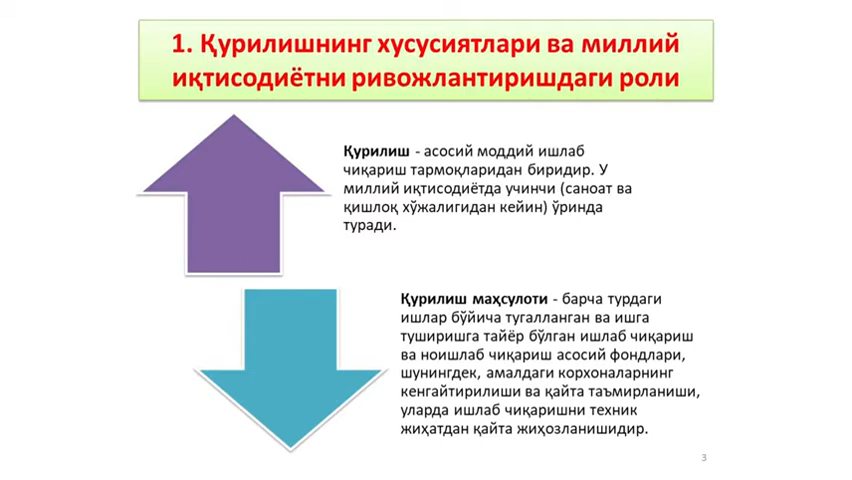 1. Қурилишнинг хусусиятлари ва миллий
иқтисодиётни ривожлантиришдаги роли
Қурилиш - асосий моддий ишлаб
чиқариш тармоқларидан биридир. У
миллий иқтисодиётда учинчи (саноат ва
қишлоқ хўжалигидан кейин) ўринда
туради.
Қурилиш маҳсулоти - барча турдаги
ишлар бўйича тугалланган ва ишга
туширишга тайёр бўлган ишлаб чиқариш
ва ноишлаб чиқариш асосий фондлари,
шунингдек, амалдаги корхоналарнинг
кенгайтирилиши ва қайта таъмирланиши,
уларда ишлаб чиқаришни техник
жиҳатдан қайта жиҳозланишидир.
3